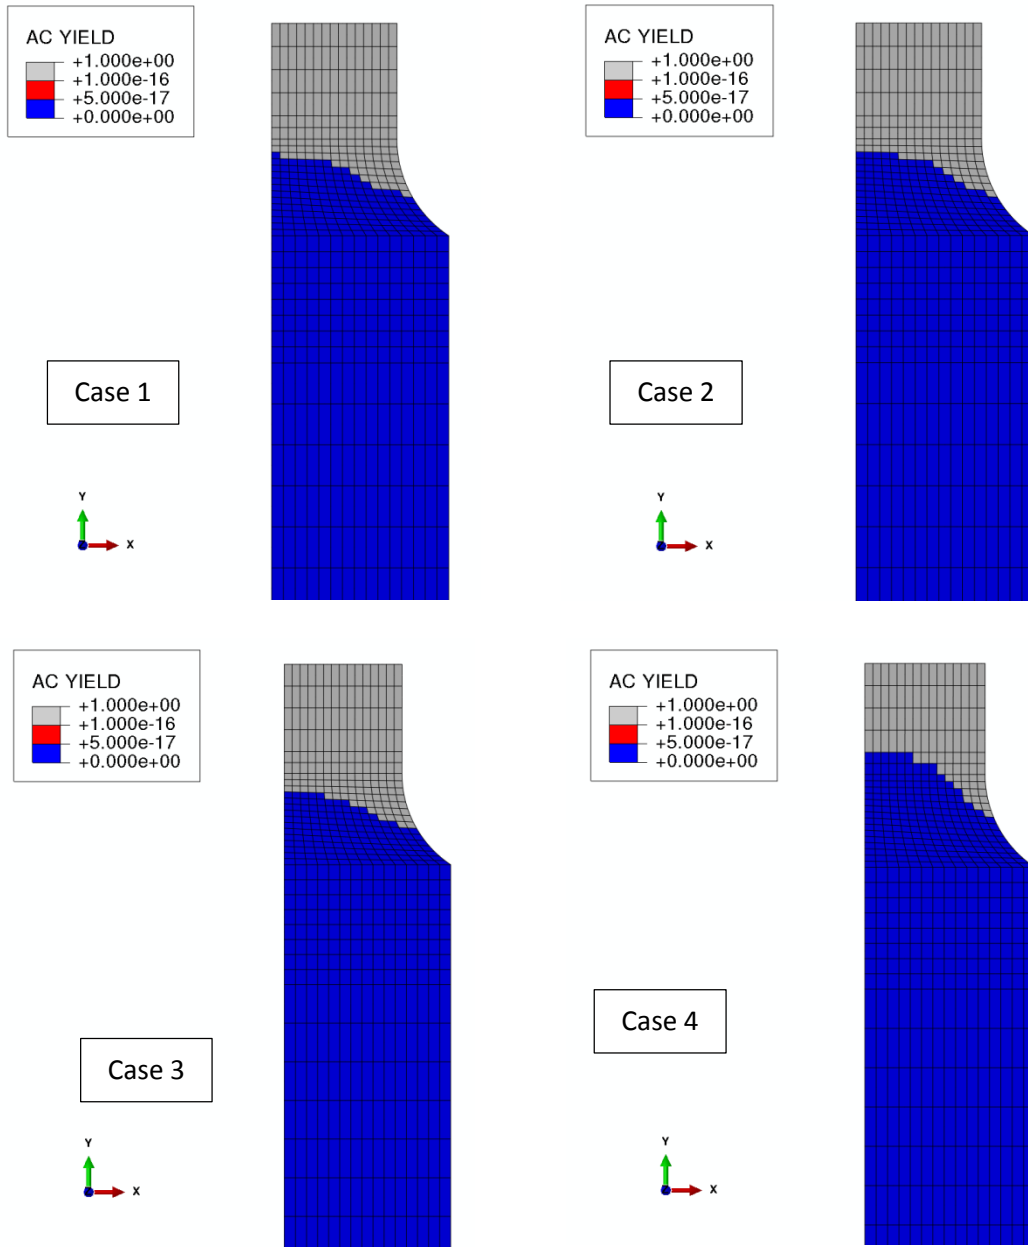 AC YIELD
+1.000e+00
+1.000e-16
+5.000e-17
+0.000e+00
Case 1
Y
X
AC YIELD
+1.000e+00
+1.000e-16
+5.000e-17
+0.000e+00
Case 2
Y
X
AC YIELD
+1.000e+00
+1.000e-16
+5.000e-17
+0.000e+00
Case 3
Y
X
AC YIELD
+1.000e+00
+1.000e-16
+5.000e-17
+0.000e+00
Case 4
Y
X